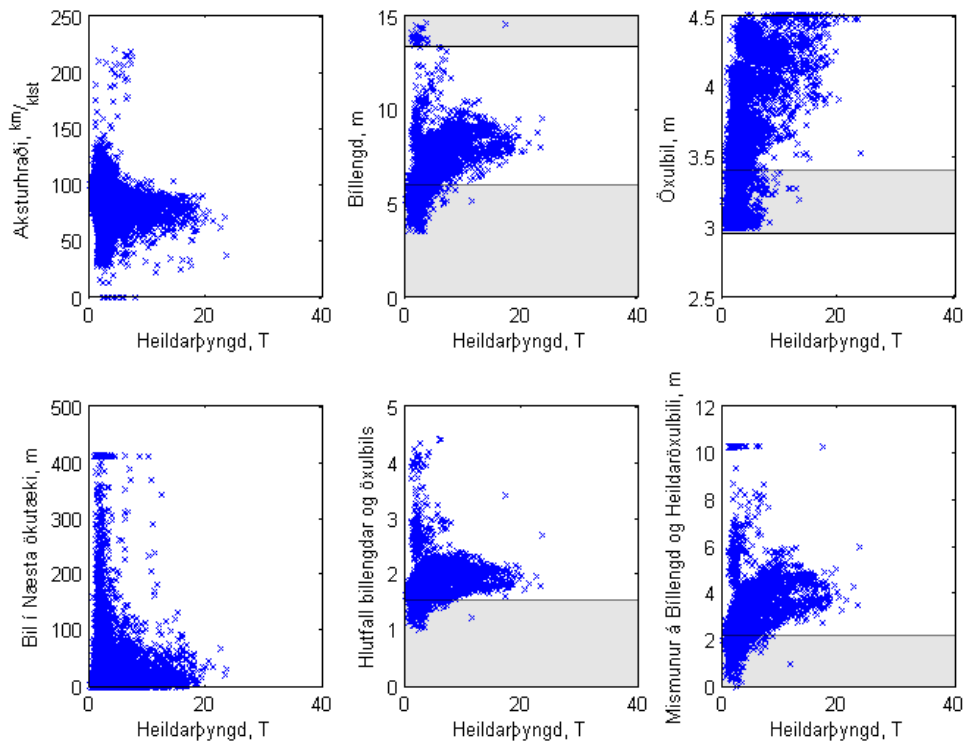 Aksturhraði, km/klst
250
200
150
100
50
0
0 20 40
Heildarþyngd, T
Bíllengd, m
15
10
5
0
0 20 40
Heildarþyngd, T
Öxulbil, m
4.5
4
3.5
3
2.5
0 20 40
Heildarþyngd, T
Bil í Næsta ökutæki, m
500
400
300
200
100
0
0 20 40
Heildarþyngd, T
Hlutfall bíllengdar og öxulbils
5
4
3
2
1
0
0 20 40
Heildarþyngd, T
Mismunur á Bíllengd og Heildaröxulbili, m
12
10
8
6
4
2
0
0 20 40
Heildarþyngd, T